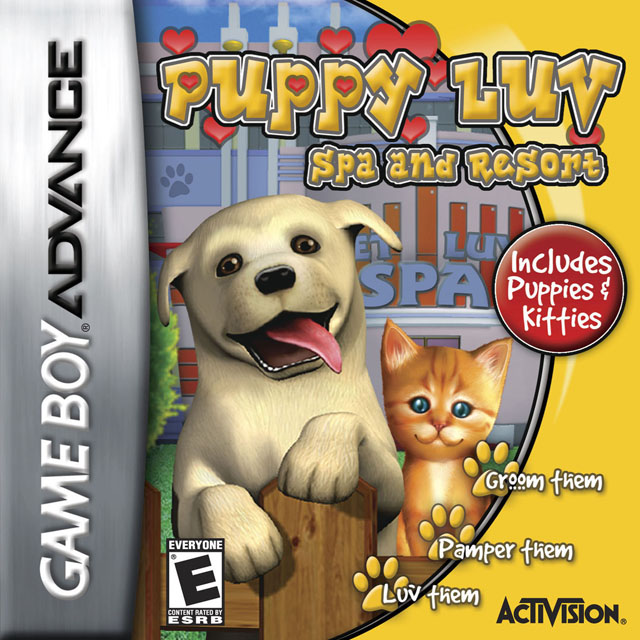 GAME BOY ADVANCE
PUPPY LUV
Spa and Resort
LUV
SPA
Includes
Puppies &
Kitties
Groom them
Pamper them
Luv them
EVERYONE
E
CONTENT RATED BY
ESRB
ACTIVISION®